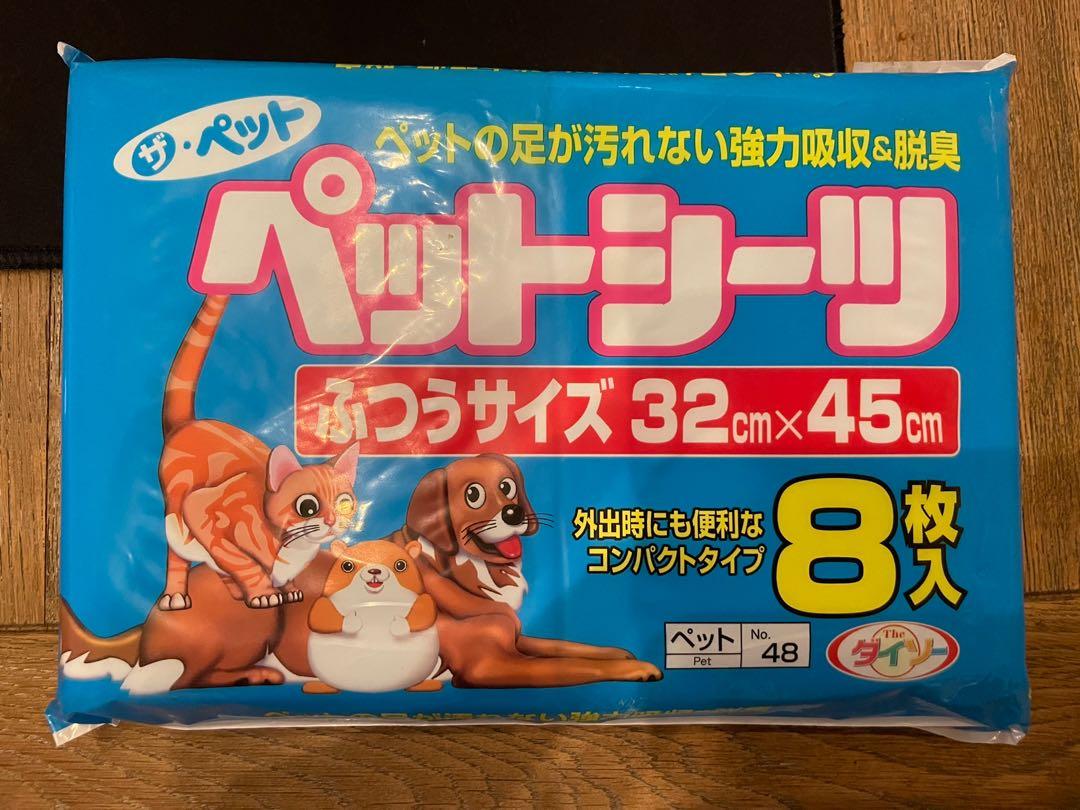 ザ・ペット
ペットの足が汚れない強力吸収&脱臭
ペットシーツ
ふつうサイズ 32cm×45cm
外出時にも便利な
コンパクトタイプ
8枚入
ペット
Pet
No.
48
The
ダイソー